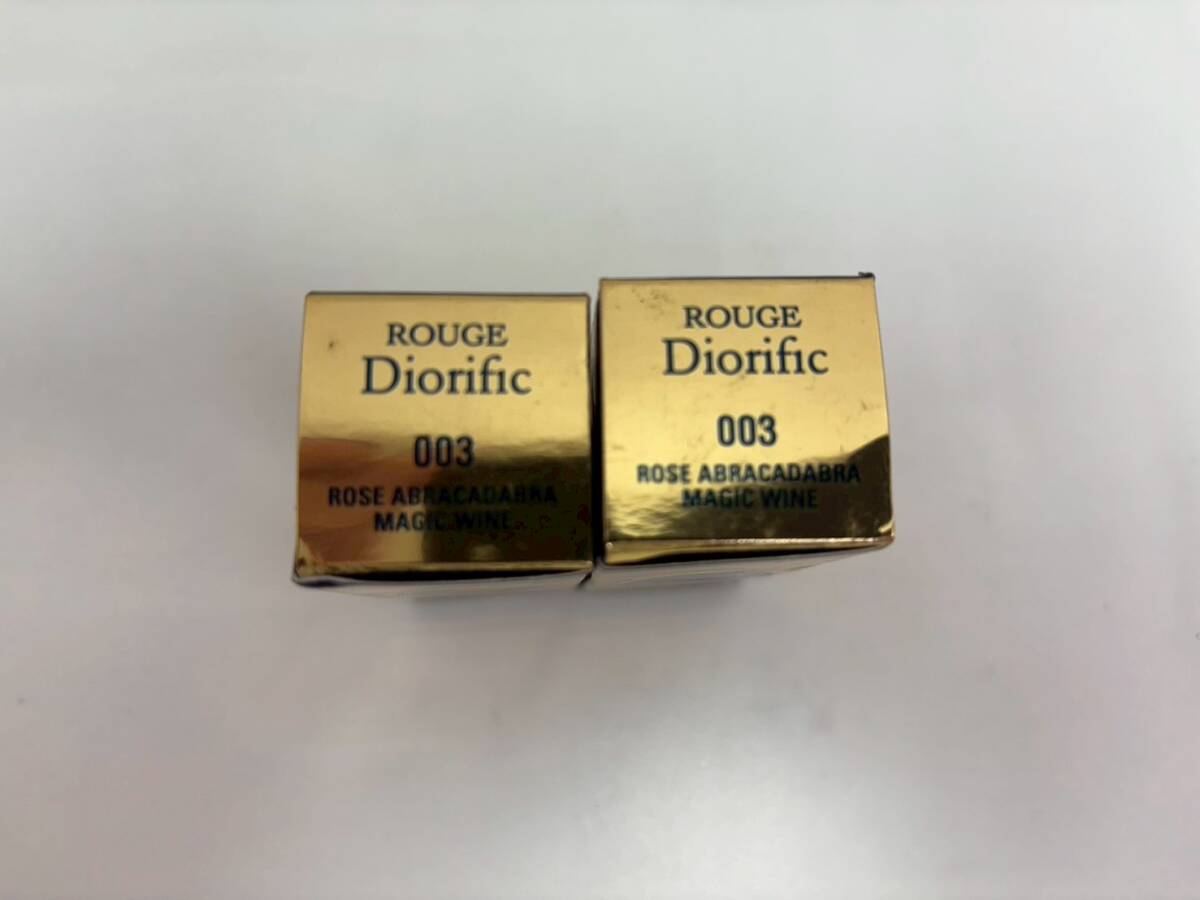 ROUGE
Diorific
003
ROSE ABRACADABRA
MAGIC WINE
ROUGE
Diorific
003
ROSE ABRACADABRA
MAGIC WINE